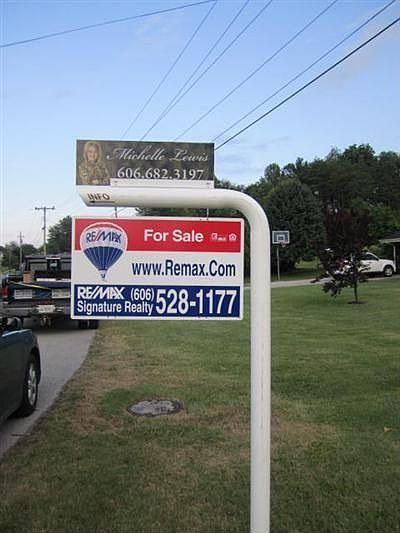 Michelle Lewis
606.682.3197
INFO
RE/MAX
For Sale
www.Remax.Com
RE/MAX (606) 528-1177
Signature Realty